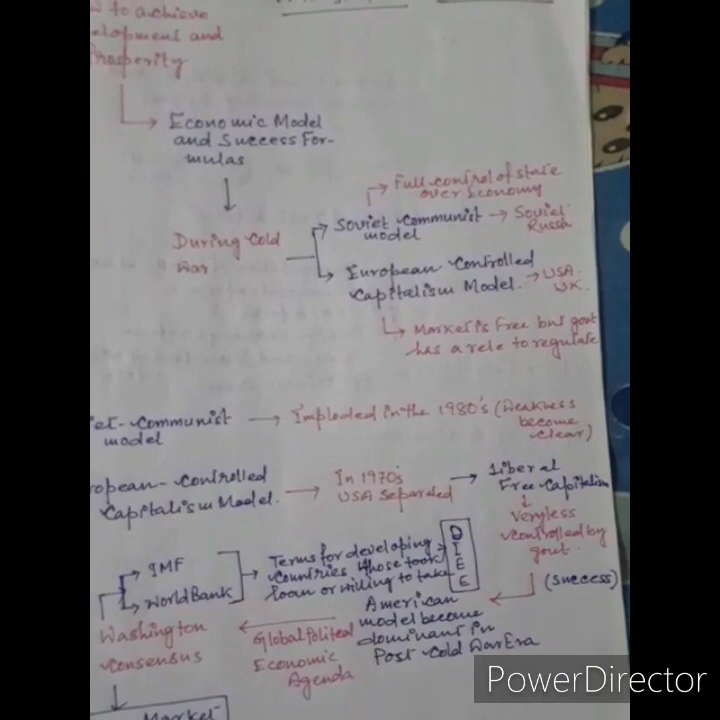 to achieve
elopment and
Prosperity
Economic Model
and Success For-
mulas
During Cold
War
Full control of state
over Economy
Soviet Communist
model
Soviet
Russia
European Controlled
Capitalism Model.
USA.
UK.
Market is Free but govt
has a role to regulate
iet-Communist
model
Imploded in the 1980's (Weakness
become
clear)
ropean-Controlled
Capitalism Model.
In 1970's
USA Separated
Liberal
Free Capitalism
Very less
controlled by
govt.
(success)
IMF
World Bank
Terms for developing
countries those took
loan or willing to take
D
I
E
E
American
model become
dominant in
Post Cold War Era
Global Political
Economic
Agenda
Washington
Consensus
Market
PowerDirector